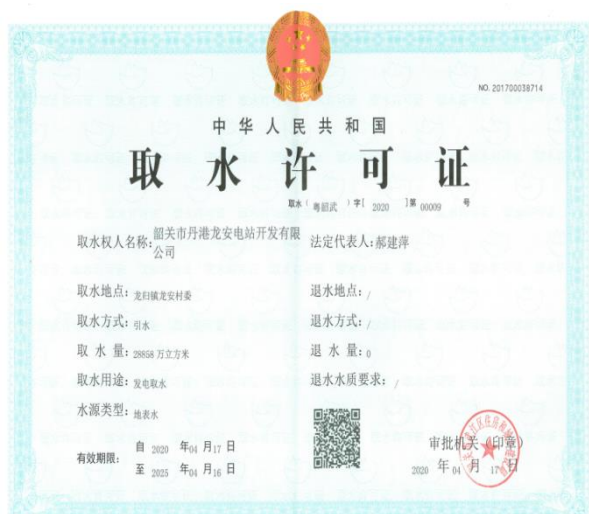 NO. 201700038714
中华人民共和国
取水许可证
取水( 粤韶武 )字[ 2020 ]第 00009 号
取水权人名称:韶关市丹港龙安电站开发有限公司
法定代表人:郝建萍
取水地点:龙归镇龙安村委
退水地点:/
取水方式:引水
退水方式:/
取 水 量:28858 万立方米
退 水 量:0
取水用途:发电取水
退水水质要求:/
水源类型:地表水
有效期限:
自 2020 年04 月17 日
至 2025 年04 月16 日
审批机关(印章)
2020 年 04 月 17 日